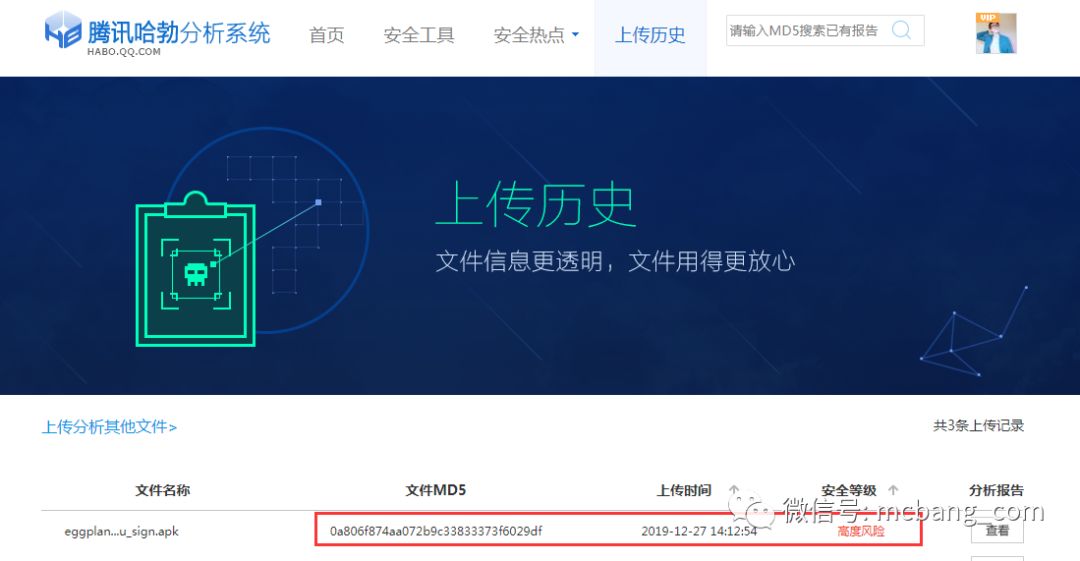 腾讯哈勃分析系统
HABO.QQ.COM
首页 安全工具 安全热点 上传历史 请输入MD5搜索已有报告 VIP
上传历史
文件信息更透明，文件用得更放心
上传分析其他文件> 共3条上传记录
文件名称 文件MD5 上传时间 安全等级 分析报告
微信号: mcbang_com
eggplan...u_sign.apk 0a806f874aa072b9c33833373f6029df 2019-12-27 14:12:54 高度风险 查看